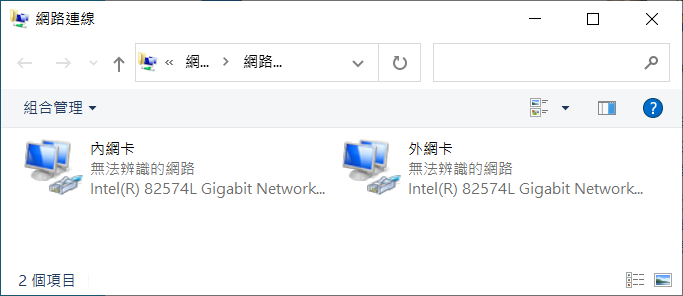 網路連線
« 網... › 網路...
組合管理
?
內網卡
無法辨識的網路
Intel(R) 82574L Gigabit Network...
外網卡
無法辨識的網路
Intel(R) 82574L Gigabit Network...
2 個項目